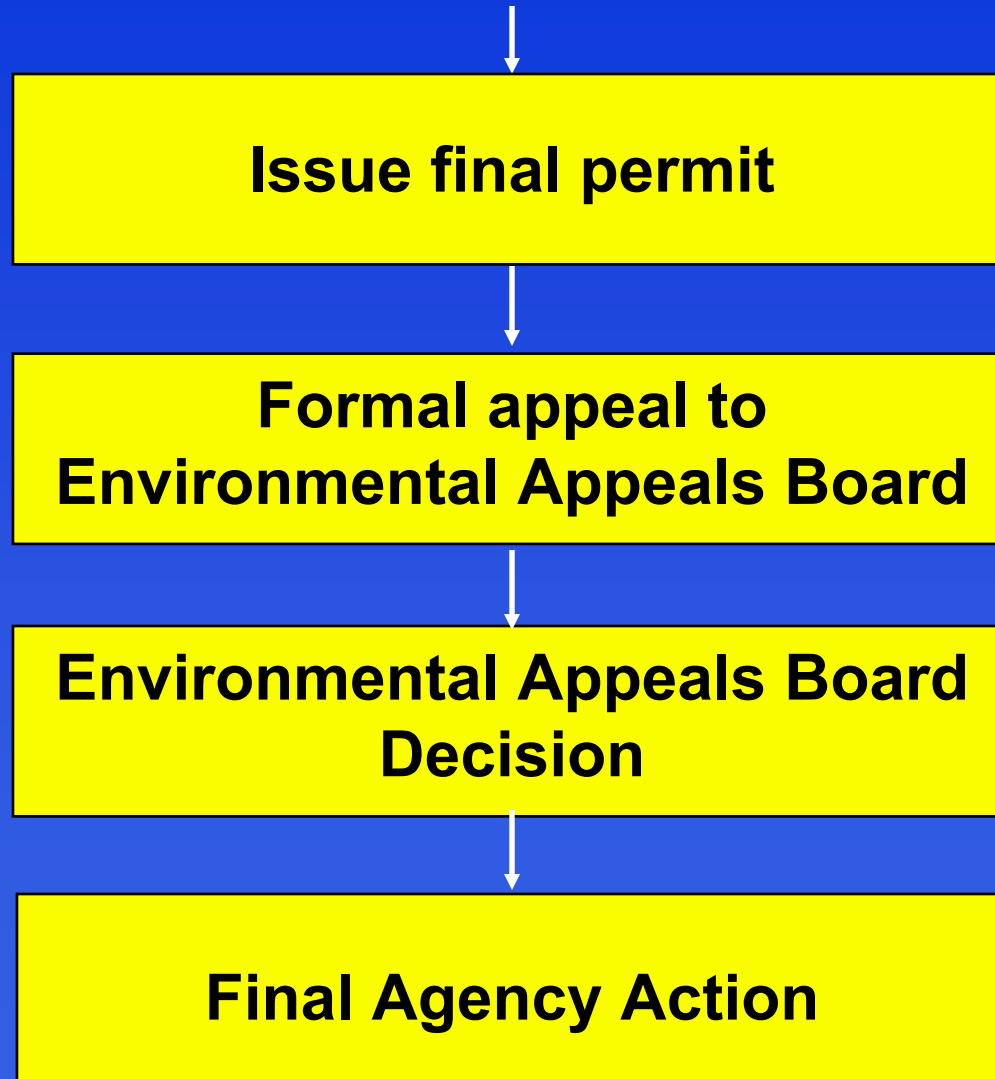 Issue final permit
Formal appeal to
Environmental Appeals Board
Environmental Appeals Board
Decision
Final Agency Action